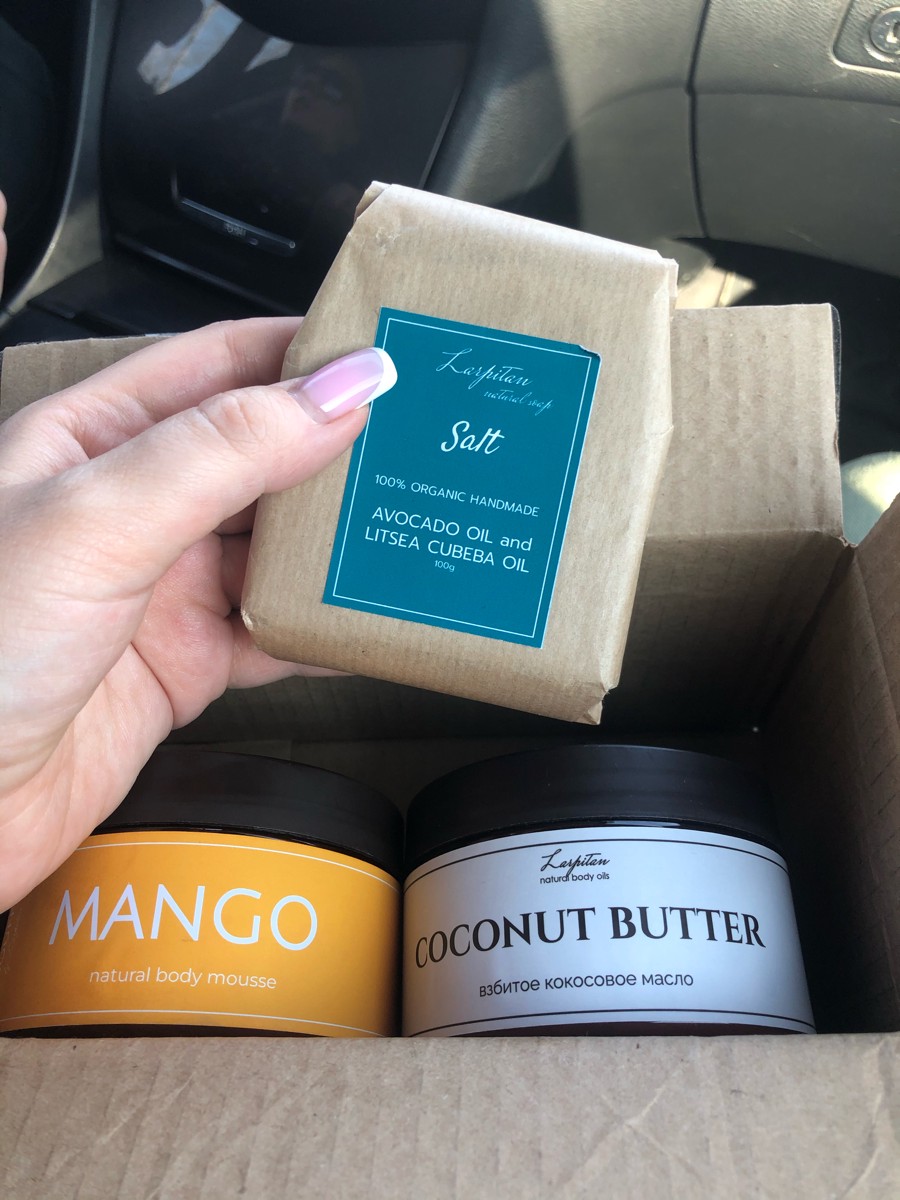 Larpitan
natural soap
Salt
100% ORGANIC HANDMADE
AVOCADO OIL and
LITSEA CUBEBA OIL
100g
MANGO
natural body mousse
Larpitan
natural body oils
COCONUT BUTTER
взбитое кокосовое масло